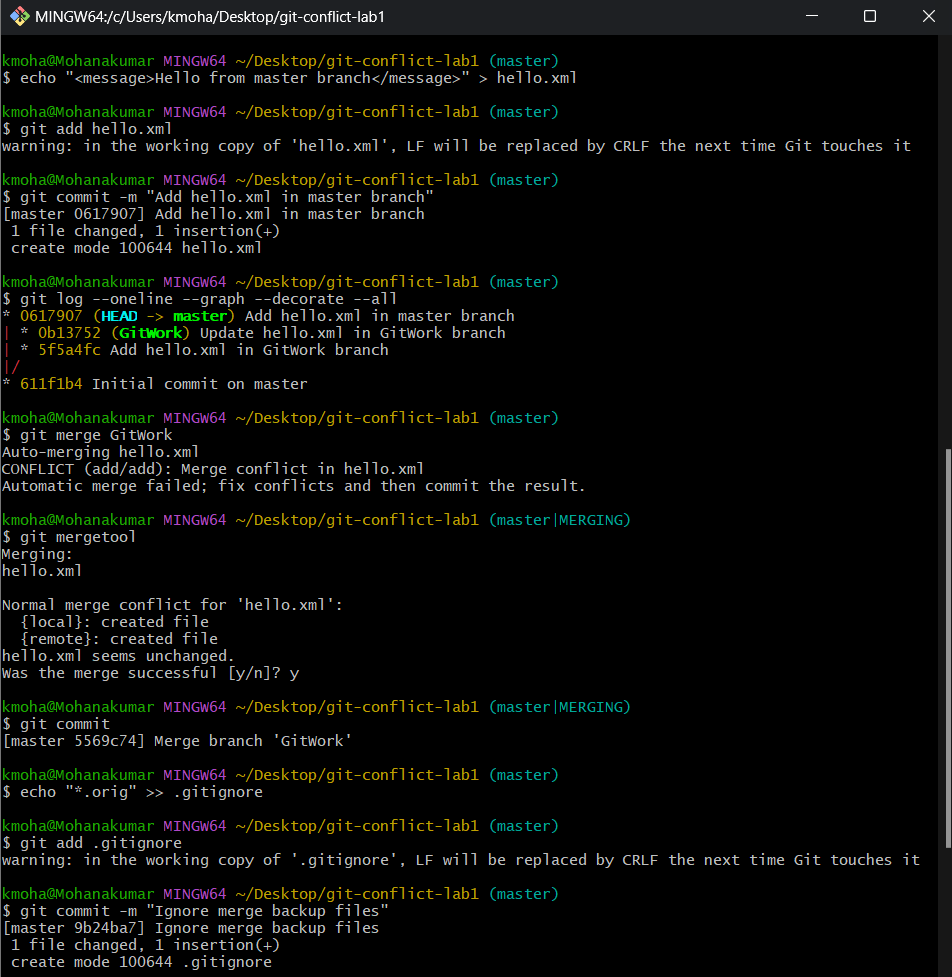 MINGW64:/c/Users/kmoha/Desktop/git-conflict-lab1
kmoha@Mohanakumar MINGW64 ~/Desktop/git-conflict-lab1 (master)
$ echo "<message>Hello from master branch</message>" > hello.xml
kmoha@Mohanakumar MINGW64 ~/Desktop/git-conflict-lab1 (master)
$ git add hello.xml
warning: in the working copy of 'hello.xml', LF will be replaced by CRLF the next time Git touches it
kmoha@Mohanakumar MINGW64 ~/Desktop/git-conflict-lab1 (master)
$ git commit -m "Add hello.xml in master branch"
[master 0617907] Add hello.xml in master branch
 1 file changed, 1 insertion(+)
 create mode 100644 hello.xml
kmoha@Mohanakumar MINGW64 ~/Desktop/git-conflict-lab1 (master)
$ git log --oneline --graph --decorate --all
* 0617907 (HEAD -> master) Add hello.xml in master branch
| * 0b13752 (GitWork) Update hello.xml in GitWork branch
| * 5f5a4fc Add hello.xml in GitWork branch
|/
* 611f1b4 Initial commit on master
kmoha@Mohanakumar MINGW64 ~/Desktop/git-conflict-lab1 (master)
$ git merge GitWork
Auto-merging hello.xml
CONFLICT (add/add): Merge conflict in hello.xml
Automatic merge failed; fix conflicts and then commit the result.
kmoha@Mohanakumar MINGW64 ~/Desktop/git-conflict-lab1 (master|MERGING)
$ git mergetool
Merging:
hello.xml
Normal merge conflict for 'hello.xml':
  {local}: created file
  {remote}: created file
hello.xml seems unchanged.
Was the merge successful [y/n]? y
kmoha@Mohanakumar MINGW64 ~/Desktop/git-conflict-lab1 (master|MERGING)
$ git commit
[master 5569c74] Merge branch 'GitWork'
kmoha@Mohanakumar MINGW64 ~/Desktop/git-conflict-lab1 (master)
$ echo "*.orig" >> .gitignore
kmoha@Mohanakumar MINGW64 ~/Desktop/git-conflict-lab1 (master)
$ git add .gitignore
warning: in the working copy of '.gitignore', LF will be replaced by CRLF the next time Git touches it
kmoha@Mohanakumar MINGW64 ~/Desktop/git-conflict-lab1 (master)
$ git commit -m "Ignore merge backup files"
[master 9b24ba7] Ignore merge backup files
 1 file changed, 1 insertion(+)
 create mode 100644 .gitignore